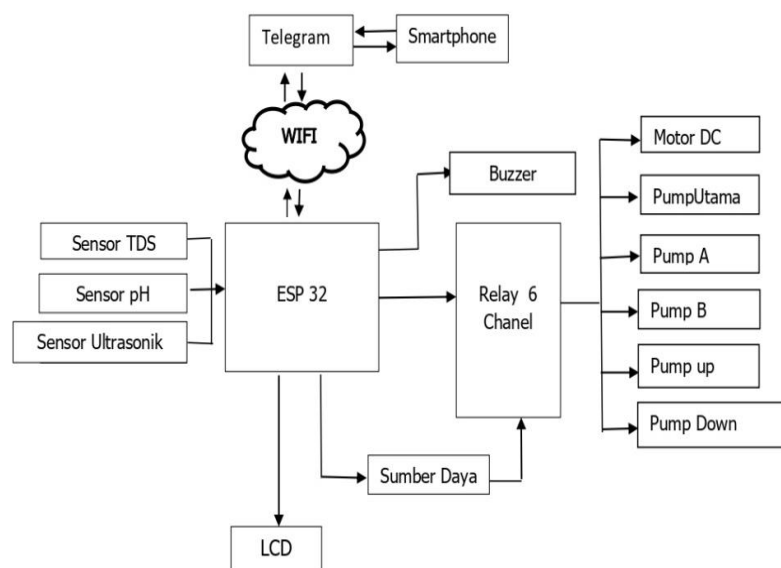 Telegram
Smartphone
WIFI
Motor DC
Buzzer
PumpUtama
Sensor TDS
Pump A
ESP 32
Relay 6
Chanel
Sensor pH
Pump B
Sensor Ultrasonik
Pump up
Pump Down
Sumber Daya
LCD